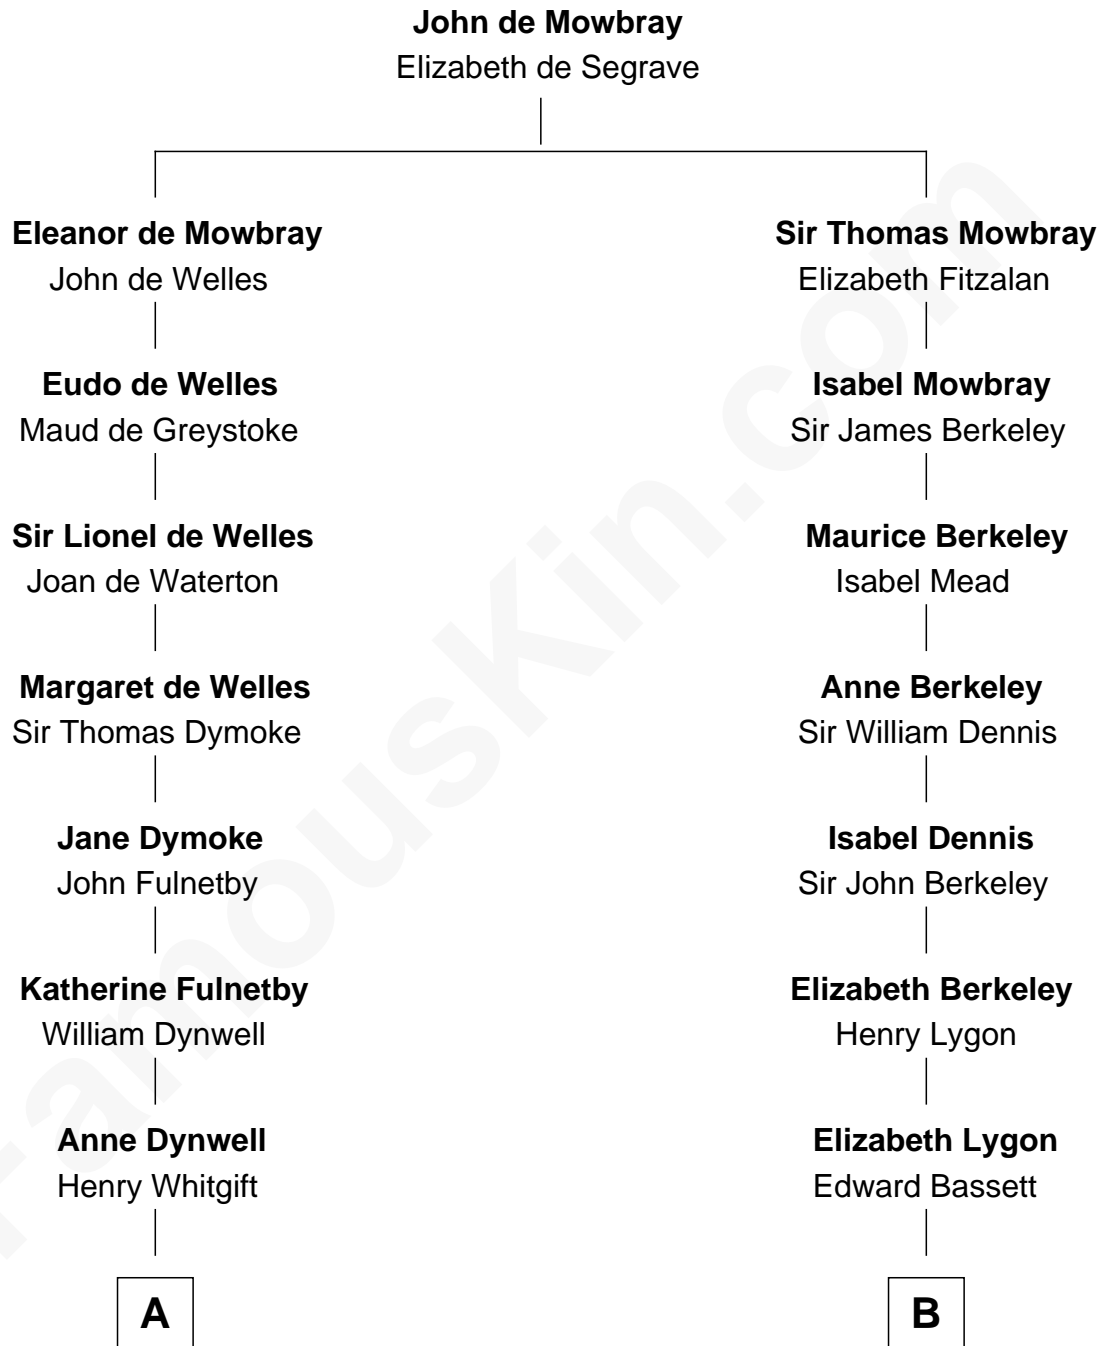 John de Mowbray
Elizabeth de Segrave
Eleanor de Mowbray
John de Welles
Eudo de Welles
Maud de Greystoke
Sir Lionel de Welles
Joan de Waterton
Margaret de Welles
Sir Thomas Dymoke
Jane Dymoke
John Fulnetby
Katherine Fulnetby
William Dynwell
Anne Dynwell
Henry Whitgift
A
Sir Thomas Mowbray
Elizabeth Fitzalan
Isabel Mowbray
Sir James Berkeley
Maurice Berkeley
Isabel Mead
Anne Berkeley
Sir William Dennis
Isabel Dennis
Sir John Berkeley
Elizabeth Berkeley
Henry Lygon
Elizabeth Lygon
Edward Bassett
B
FamousKin.com